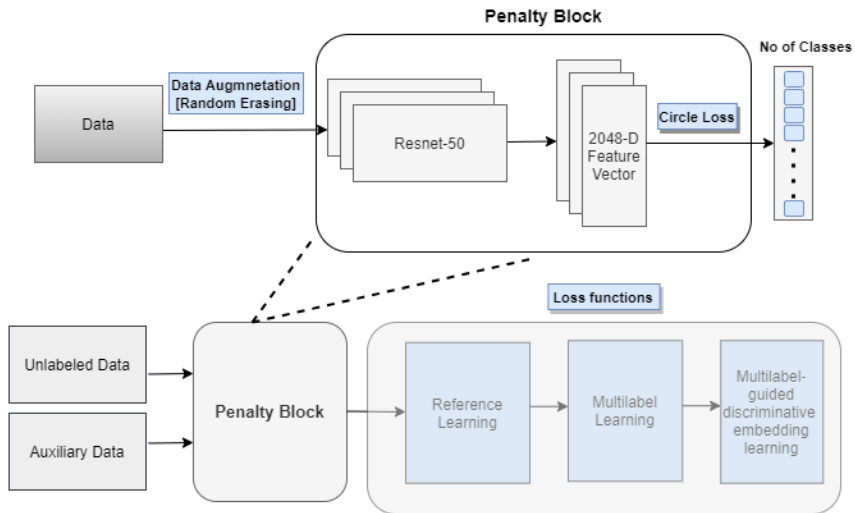 Penalty Block
No of Classes
Data Augmnetation
[Random Erasing]
Data
Resnet-50
2048-D
Feature
Vector
Circle Loss
Loss functions
Unlabeled Data
Auxiliary Data
Penalty Block
Reference
Learning
Multilabel
Learning
Multilabel-
guided
discriminative
embedding
learning